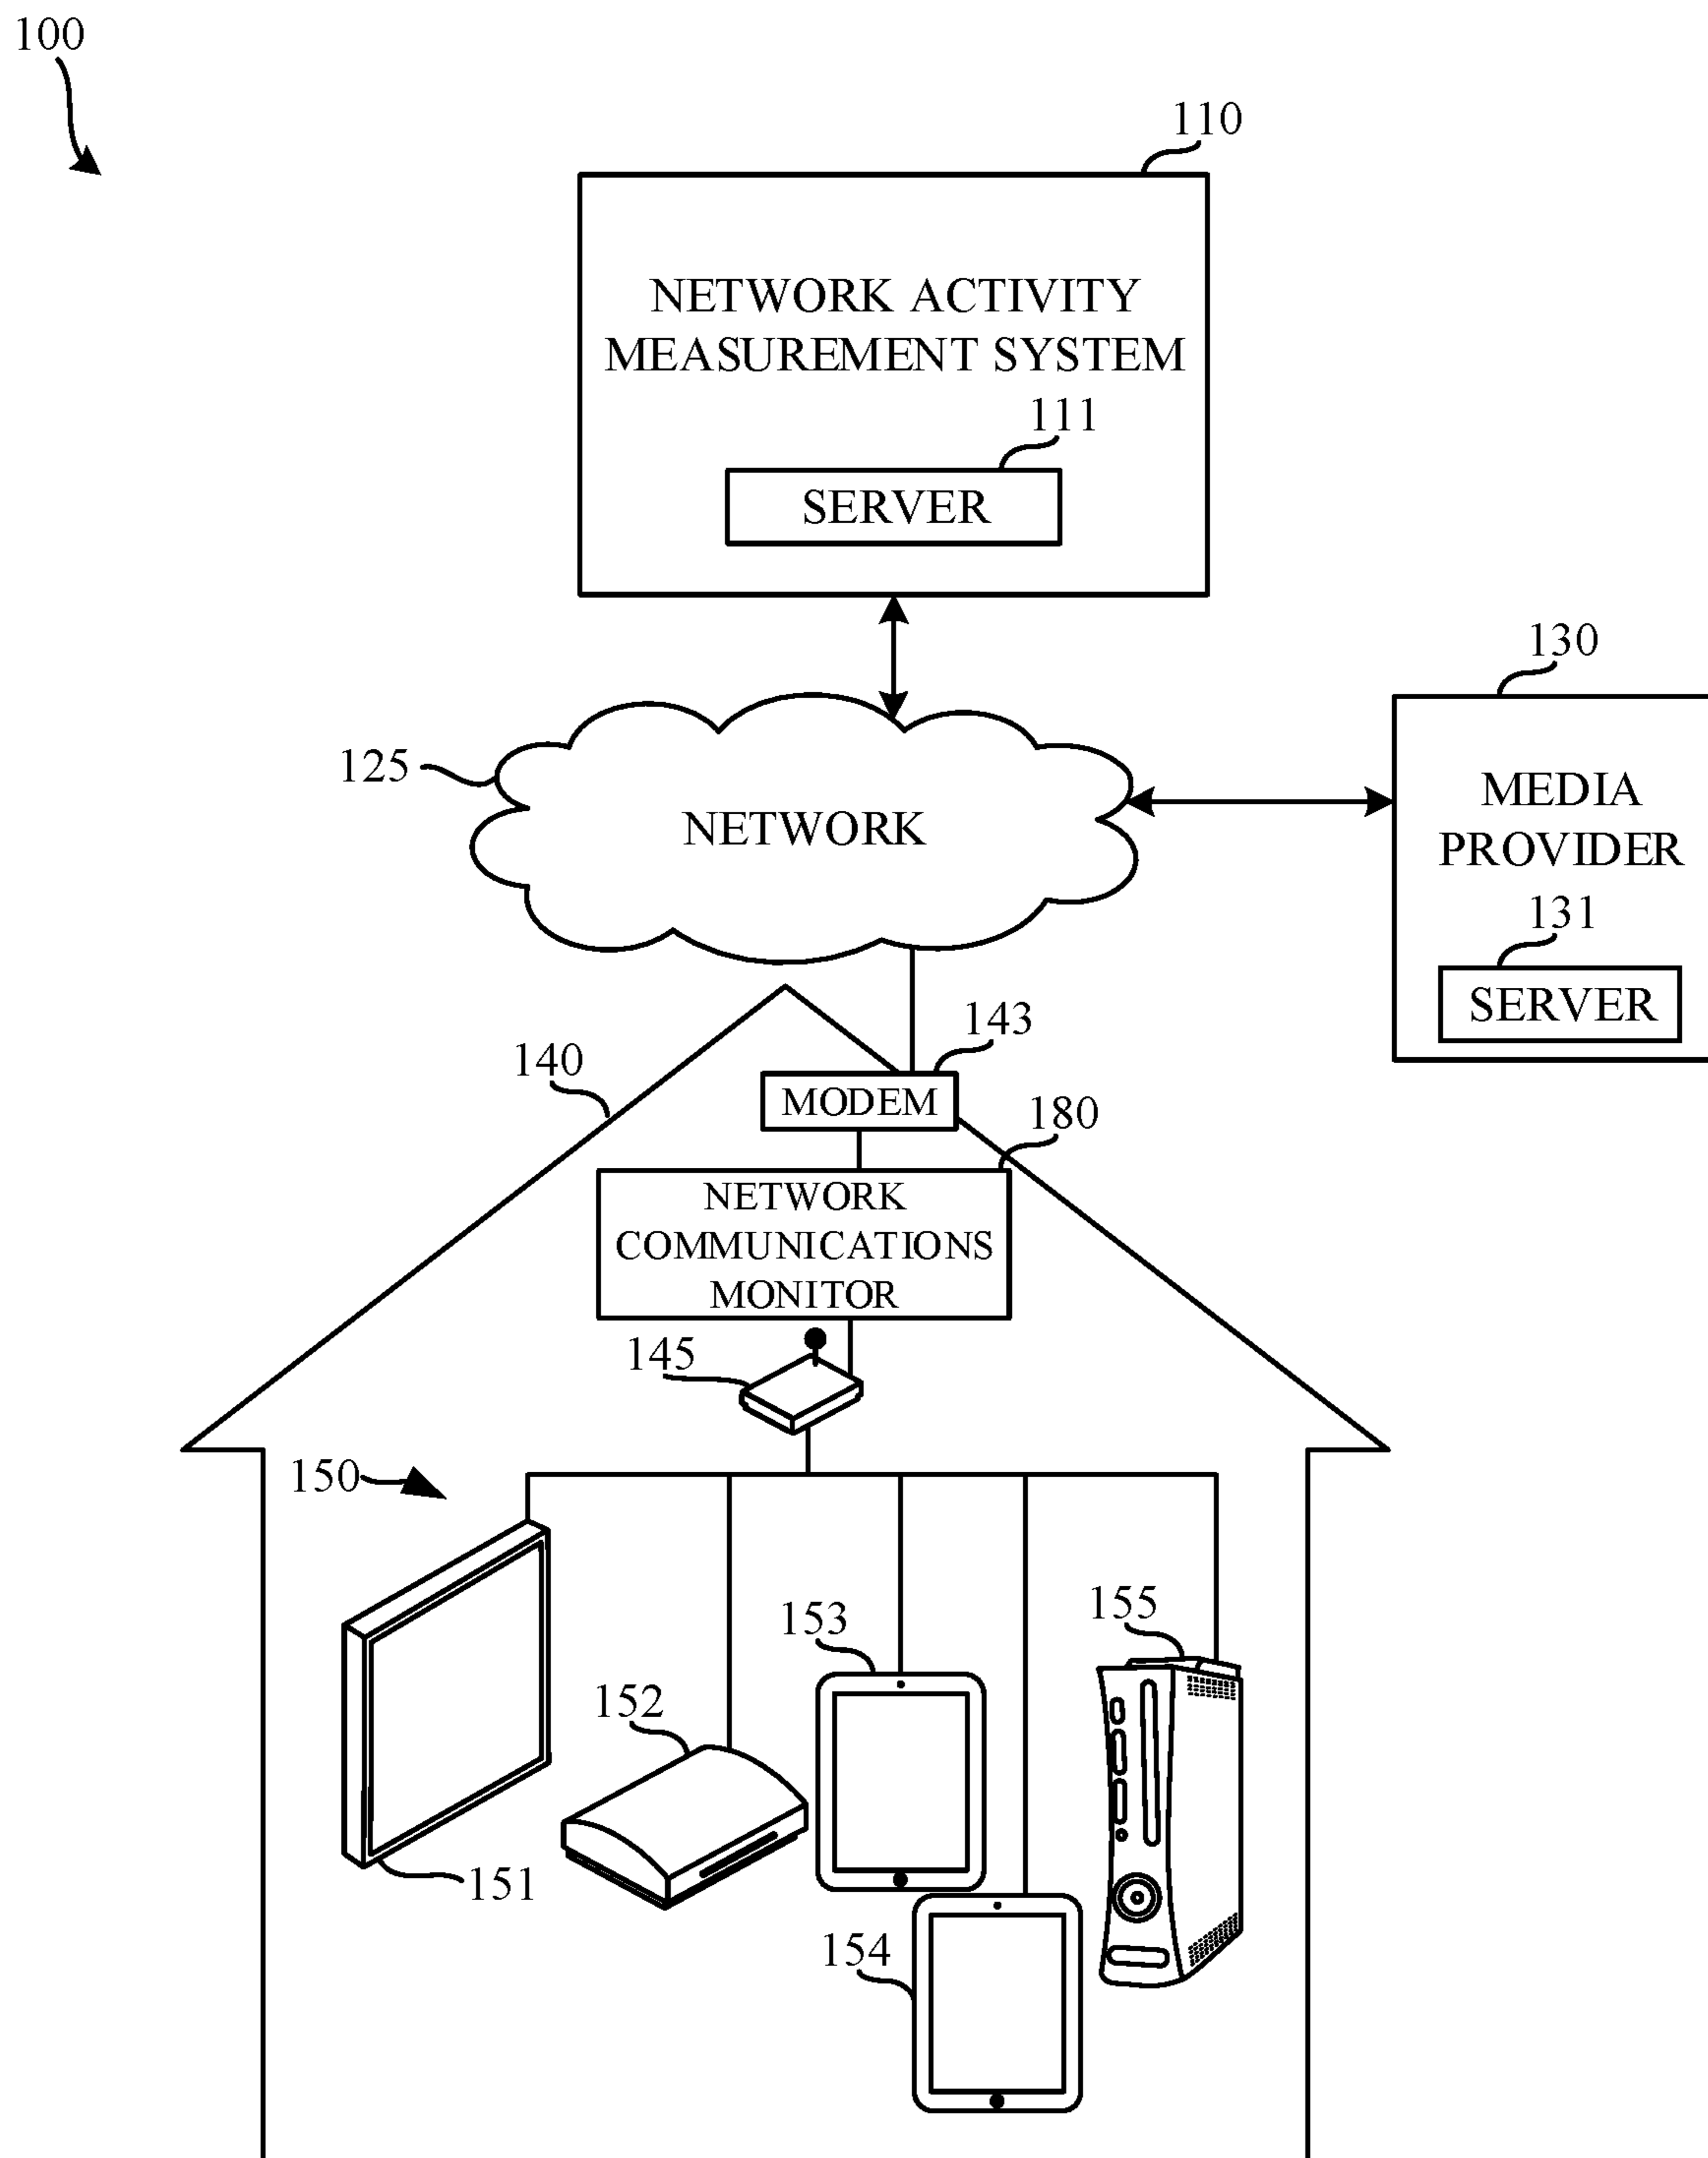 100
110
NETWORK ACTIVITY
MEASUREMENT SYSTEM
111
SERVER
130
125
NETWORK
MEDIA
PROVIDER
131
SERVER
143
140
MODEM
180
NETWORK
COMMUNICATIONS
MONITOR
145
150
153
155
152
151
154